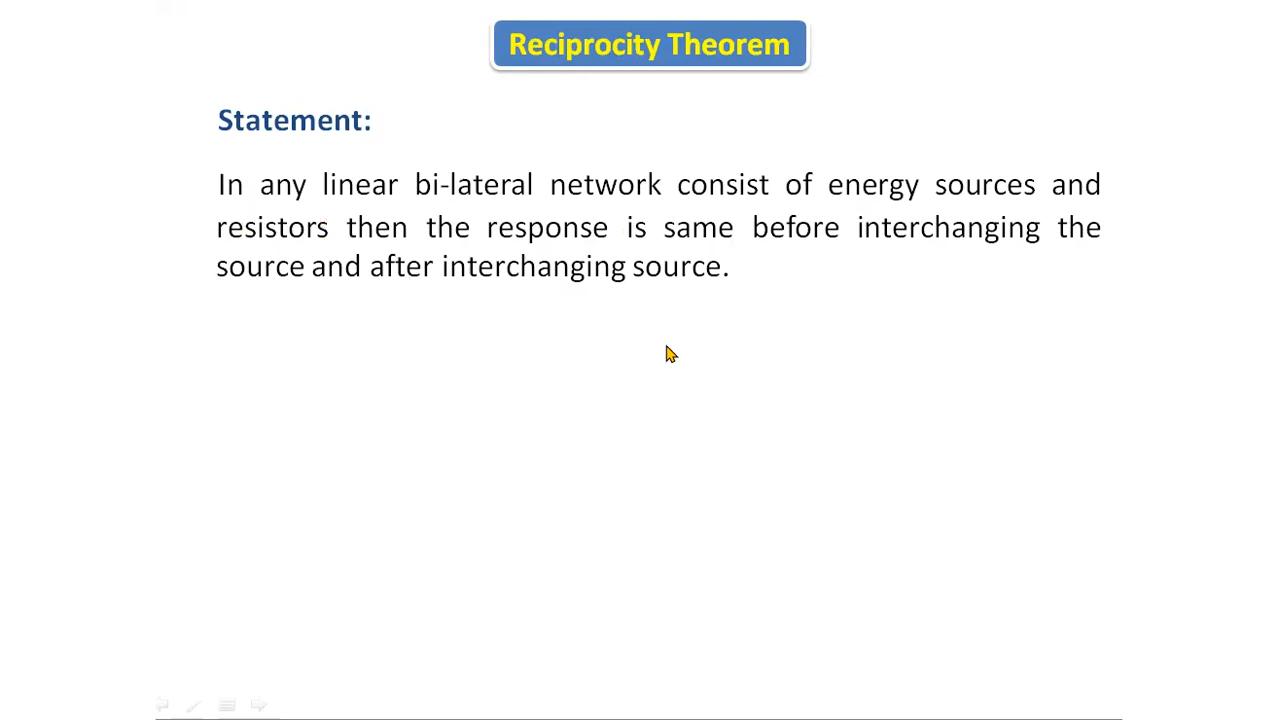 Reciprocity Theorem
Statement:
In any linear bi-lateral network consist of energy sources and
resistors then the response is same before interchanging the
source and after interchanging source.